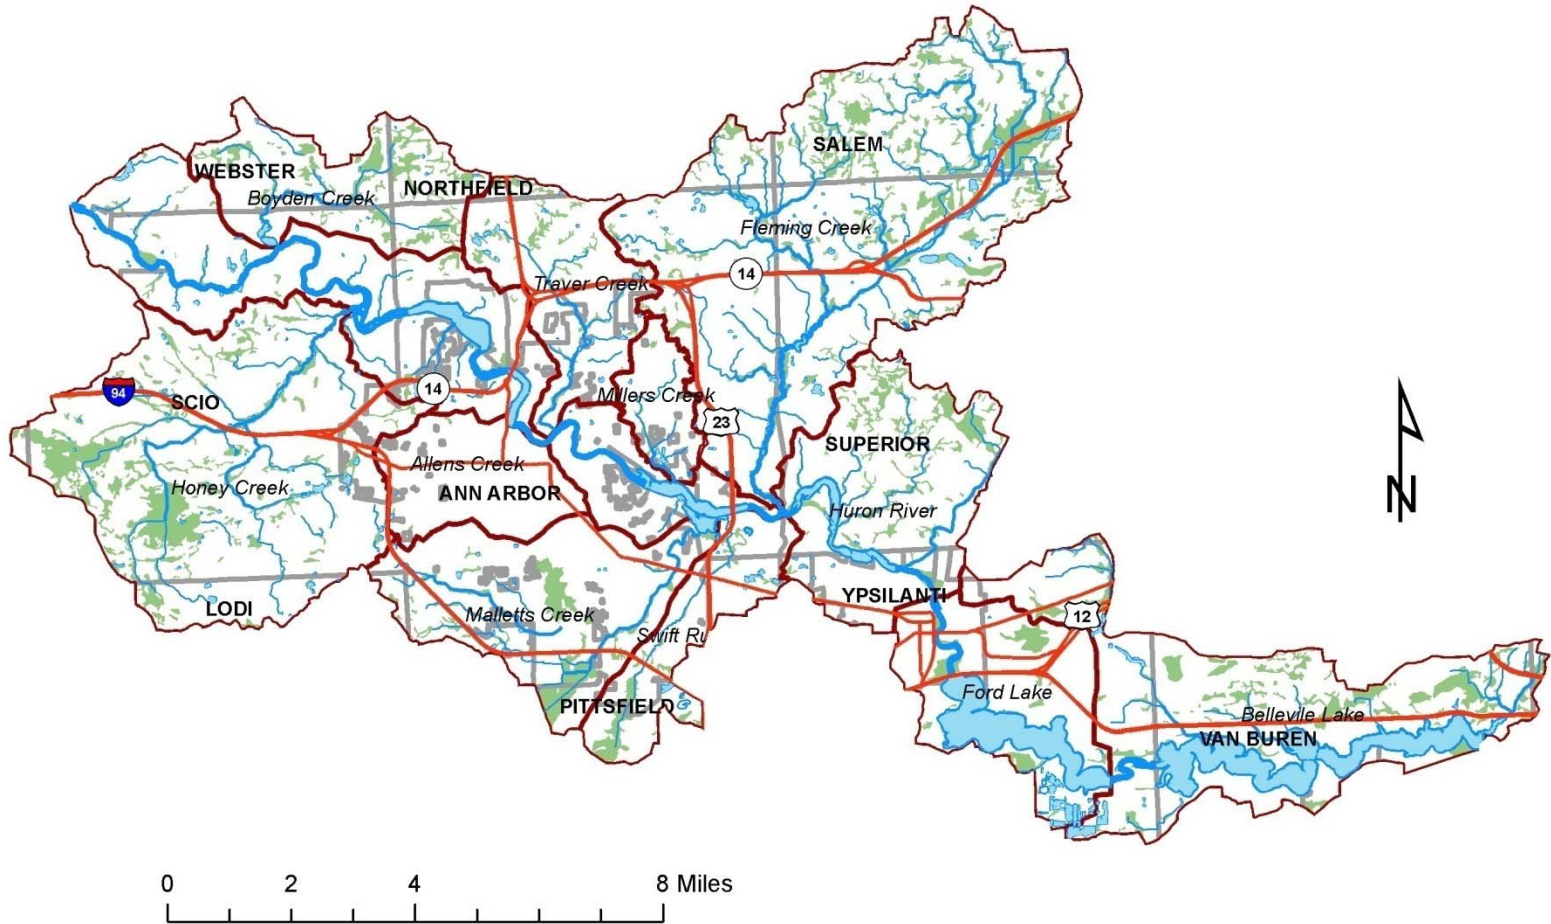 SALEM
WEBSTER
Boyden Creek
NORTHFIELD
Fleming Creek
14
Traver Creek
94
SCIO
14
Millers Creek
23
SUPERIOR
Allens Creek
ANN ARBOR
Honey Creek
Huron River
N
YPSILANTI
LODI
Malletts Creek
12
Swift Ru
Ford Lake
PITTSFIELD
Bellevile Lake
VAN BUREN
0 2 4 8 Miles